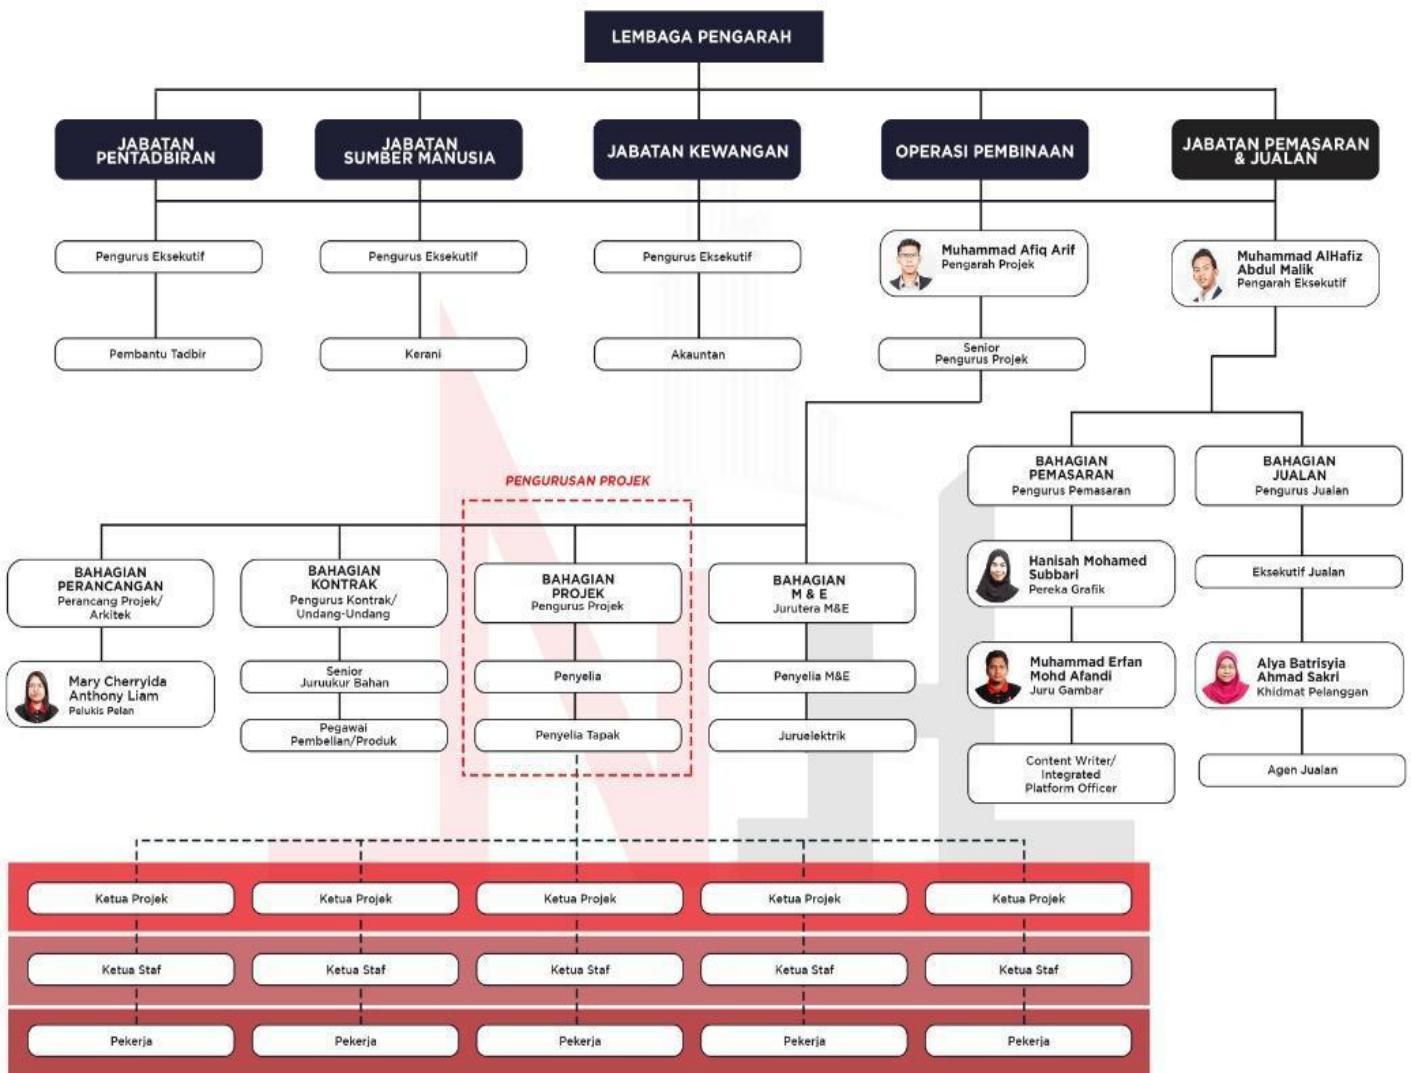 LEMBAGA PENGARAH
JABATAN
PENTADBIRAN
JABATAN
SUMBER MANUSIA
JABATAN KEWANGAN
OPERASI PEMBINAAN
JABATAN PEMASARAN
& JUALAN
Pengurus Eksekutif
Pengurus Eksekutif
Pengurus Eksekutif
Muhammad Afiq Arif
Pengarah Projek
Muhammad AlHafiz
Abdul Malik
Pengarah Eksekutif
Pembantu Tadbir
Kerani
Akauntan
Senior
Pengurus Projek
BAHAGIAN
PEMASARAN
Pengurus Pemasaran
BAHAGIAN
JUALAN
Pengurus Jualan
PENGURUSAN PROJEK
BAHAGIAN
PERANCANGAN
Perancang Projek/
Arkitek
BAHAGIAN
KONTRAK
Pengurus Kontrak/
Undang-Undang
BAHAGIAN
PROJEK
Pengurus Projek
BAHAGIAN
M & E
Jurutera M&E
Hanisah Mohamed
Subbari
Pereka Grafik
Eksekutif Jualan
Mary Cherryida
Anthony Liam
Pelukis Pelan
Senior
Juruukur Bahan
Penyelia
Penyelia M&E
Muhammad Erfan
Mohd Afandi
Juru Gambar
Alya Batrisyia
Ahmad Sakri
Khidmat Pelanggan
Pegawai
Pembelian/Produk
Penyelia Tapak
Juruelektrik
Content Writer/
Integrated
Platform Officer
Agen Jualan
Ketua Projek
Ketua Projek
Ketua Projek
Ketua Projek
Ketua Projek
Ketua Staf
Ketua Staf
Ketua Staf
Ketua Staf
Ketua Staf
Pekerja
Pekerja
Pekerja
Pekerja
Pekerja